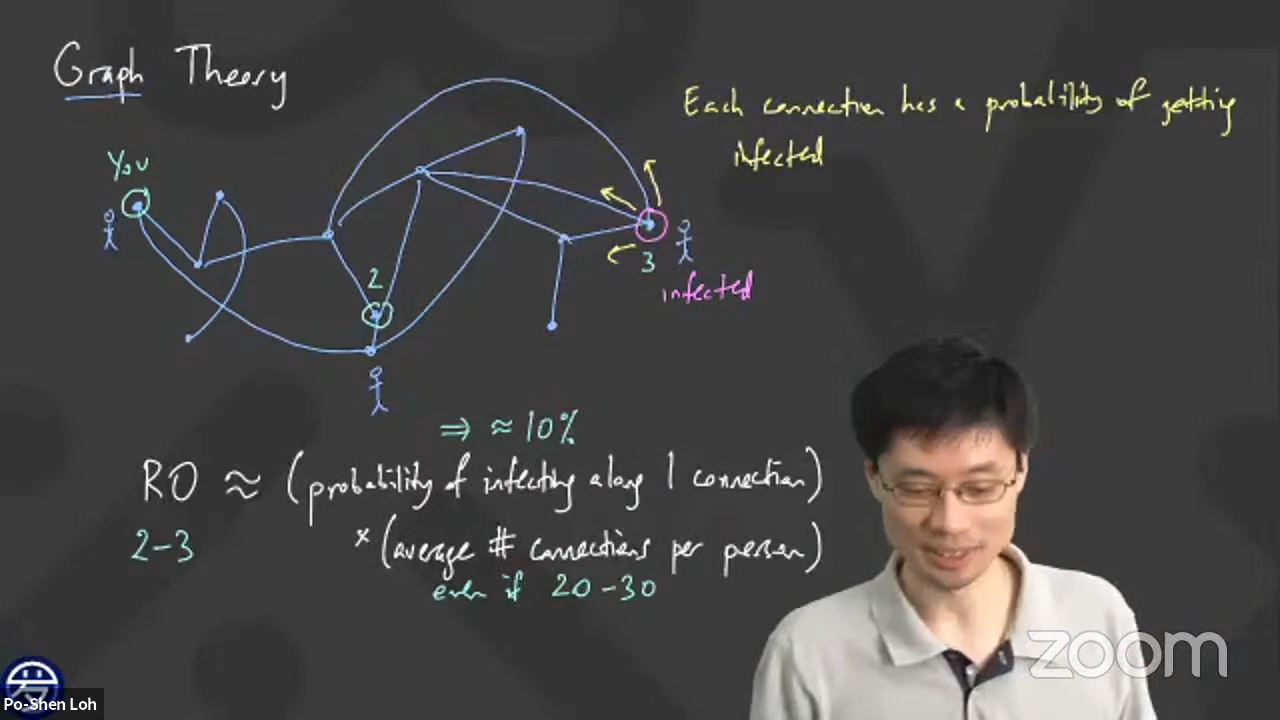 Graph Theory
Each connection has a probability of getting
infected
You
2
3
infected
⇒ ≈ 10%
RO ≈ (probability of infecting along 1 connection)
2-3
* (average # connections per person)
even if 20-30
zoom
Po-Shen Loh